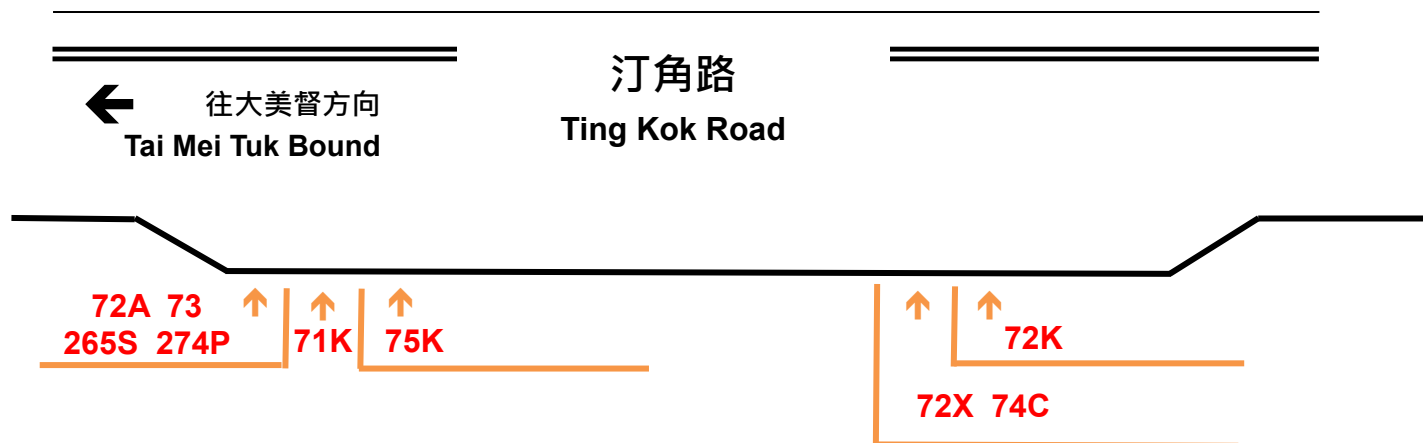 汀角路
Ting Kok Road
往大美督方向
Tai Mei Tuk Bound
72A 73
265S 274P
71K
75K
72K
72X 74C